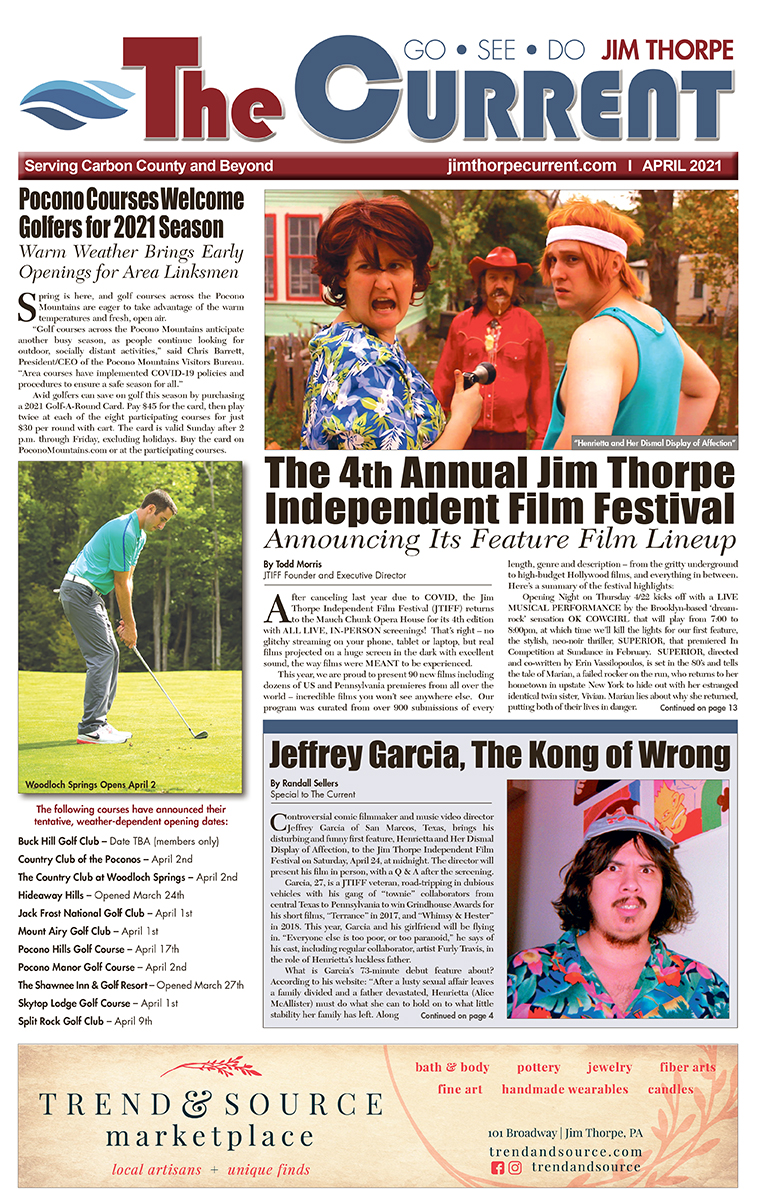 GO • SEE • DO JIM THORPE
The CURRENT
Serving Carbon County and Beyond
jimthorpecurrent.com I APRIL 2021
Pocono Courses Welcome
Golfers for 2021 Season
Warm Weather Brings Early
Openings for Area Linksmen
Spring is here, and golf courses across the Pocono
Mountains are eager to take advantage of the warm
temperatures and fresh, open air.
“Golf courses across the Pocono Mountains anticipate
another busy season, as people continue looking for
outdoor, socially distant activities,” said Chris Barrett,
President/CEO of the Pocono Mountains Visitors Bureau.
“Area courses have implemented COVID-19 policies and
procedures to ensure a safe season for all.”
Avid golfers can save on golf this season by purchasing
a 2021 Golf-A-Round Card. Pay $45 for the card, then play
twice at each of the eight participating courses for just
$30 per round with cart. The card is valid Sunday after 2
p.m. through Friday, excluding holidays. Buy the card on
PoconoMountains.com or at the participating courses.
Woodloch Springs Opens April 2
The following courses have announced their
tentative, weather-dependent opening dates:
Buck Hill Golf Club – Date TBA (members only)
Country Club of the Poconos – April 2nd
The Country Club at Woodloch Springs – April 2nd
Hideaway Hills – Opened March 24th
Jack Frost National Golf Club – April 1st
Mount Airy Golf Club – April 1st
Pocono Hills Golf Course – April 17th
Pocono Manor Golf Course – April 2nd
The Shawnee Inn & Golf Resort – Opened March 27th
Skytop Lodge Golf Course – April 1st
Split Rock Golf Club – April 9th
“Henrietta and Her Dismal Display of Affection”
The 4th Annual Jim Thorpe
Independent Film Festival
Announcing Its Feature Film Lineup
By Todd Morris
JTIFF Founder and Executive Director
After canceling last year due to COVID, the Jim
Thorpe Independent Film Festival (JTIFF) returns
to the Mauch Chunk Opera House for its 4th edition
with ALL LIVE, IN-PERSON screenings! That’s right – no
glitchy streaming on your phone, tablet or laptop, but real
films projected on a huge screen in the dark with excellent
sound, the way films were MEANT to be experienced.
This year, we are proud to present 90 new films including
dozens of US and Pennsylvania premieres from all over the
world – incredible films you won’t see anywhere else. Our
program was curated from over 900 submissions of every
length, genre and description – from the gritty underground
to high-budget Hollywood films, and everything in between.
Here’s a summary of the festival highlights:
Opening Night on Thursday 4/22 kicks off with a LIVE
MUSICAL PERFORMANCE by the Brooklyn-based ‘dream-
rock’ sensation OK COWGIRL that will play from 7:00 to
8:00pm, at which time we’ll kill the lights for our first feature,
the stylish, neo-noir thriller, SUPERIOR, that premiered In
Competition at Sundance in February. SUPERIOR, directed
and co-written by Erin Vassilopoulos, is set in the 80’s and tells
the tale of Marian, a failed rocker on the run, who returns to her
hometown in upstate New York to hide out with her estranged
identical twin sister, Vivian. Marian lies about why she returned,
putting both of their lives in danger. Continued on page 13
Jeffrey Garcia, The Kong of Wrong
By Randall Sellers
Special to The Current
Controversial comic filmmaker and music video director
Jeffrey Garcia of San Marcos, Texas, brings his
disturbing and funny first feature, Henrietta and Her Dismal
Display of Affection, to the Jim Thorpe Independent Film
Festival on Saturday, April 24, at midnight. The director will
present his film in person, with a Q & A after the screening.
Garcia, 27, is a JTIFF veteran, road-tripping in dubious
vehicles with his gang of “townie” collaborators from
central Texas to Pennsylvania to win Grindhouse Awards for
his short films, “Terrance” in 2017, and “Whimsy & Hester”
in 2018. This year, Garcia and his girlfriend will be flying
in. “Everyone else is too poor, or too paranoid,” he says of
his cast, including regular collaborator, artist Furly Travis, in
the role of Henrietta’s luckless father.
What is Garcia’s 73-minute debut feature about?
According to his website: “After a lusty sexual affair leaves
a family divided and a father devastated, Henrietta (Alice
McAllister) must do what she can to hold on to what little
stability her family has left. Along Continued on page 4
TREND & SOURCE
marketplace
local artisans + unique finds
bath & body pottery jewelry fiber arts
fine art handmade wearables candles
101 Broadway | Jim Thorpe, PA
trendandsource.com
trendandsource